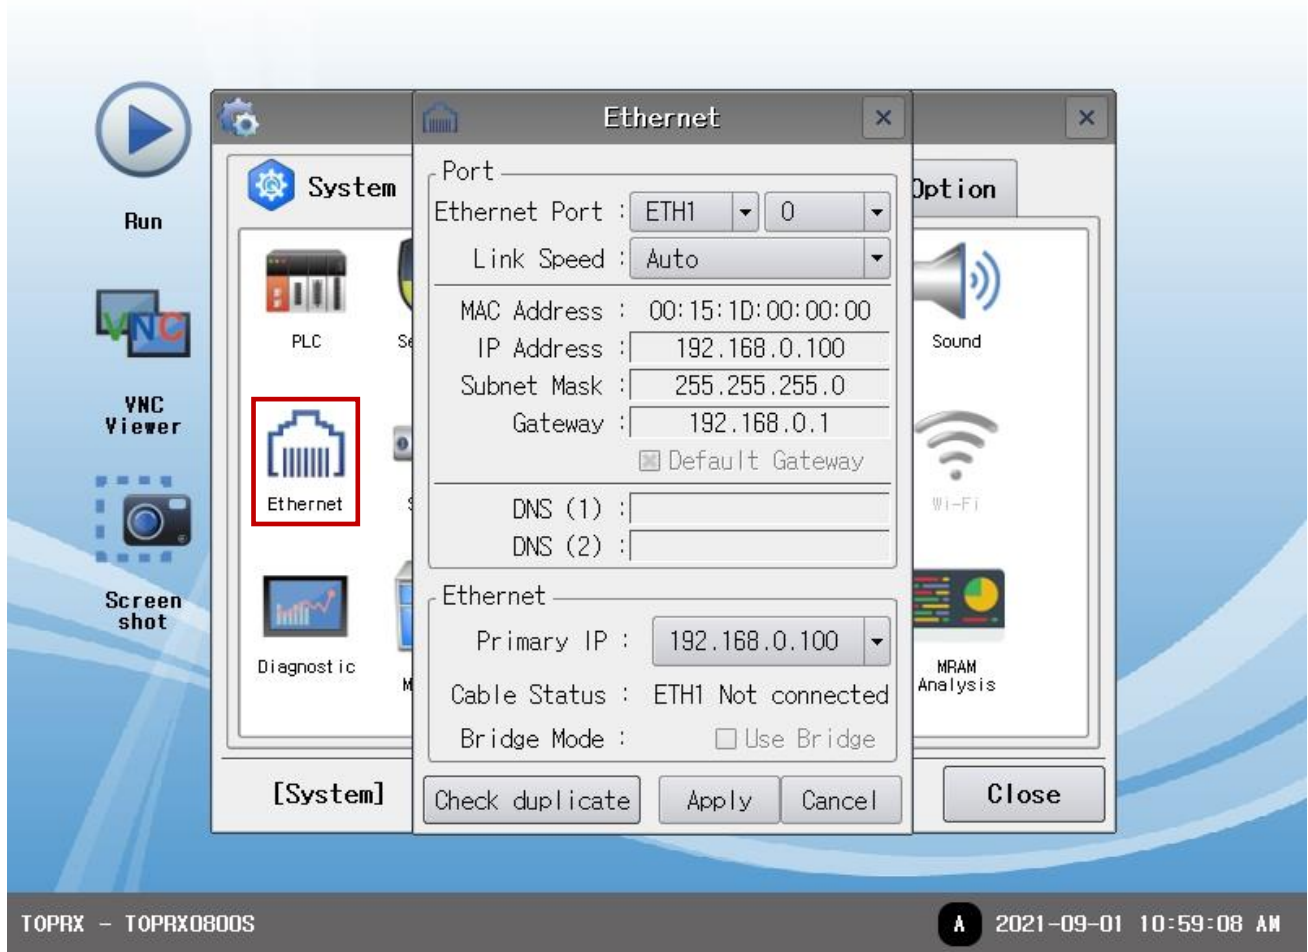 Ethernet
Run
VNC
Viewer
Screen
shot
System
Option
PLC
Ethernet
Diagnostic
Sound
Wi-Fi
MRAM
Analysis
[System]
Close
Port
Ethernet Port : ETH1 0
Link Speed : Auto
MAC Address : 00:15:1D:00:00:00
IP Address : 192.168.0.100
Subnet Mask : 255.255.255.0
Gateway : 192.168.0.1
Default Gateway
DNS (1) :
DNS (2) :
Ethernet
Primary IP : 192.168.0.100
Cable Status : ETH1 Not connected
Bridge Mode : Use Bridge
Check duplicate Apply Cancel
TOPRX - TOPRX0800S
A 2021-09-01 10:59:08 AM